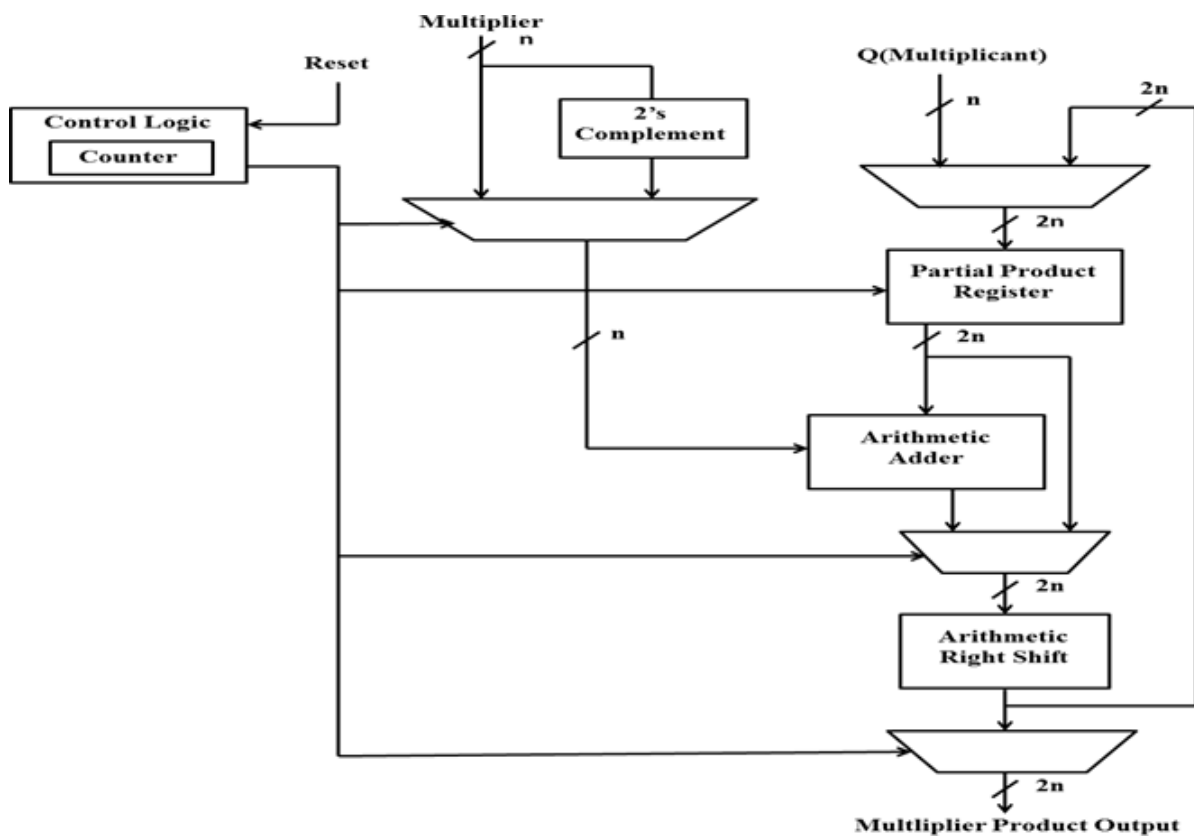 Multiplier
n
Reset
Q(Multiplicant)
2n
n
Control Logic
Counter
2's
Complement
2n
Partial Product
Register
n
2n
Arithmetic
Adder
2n
Arithmetic
Right Shift
2n
Multliplier Product Output